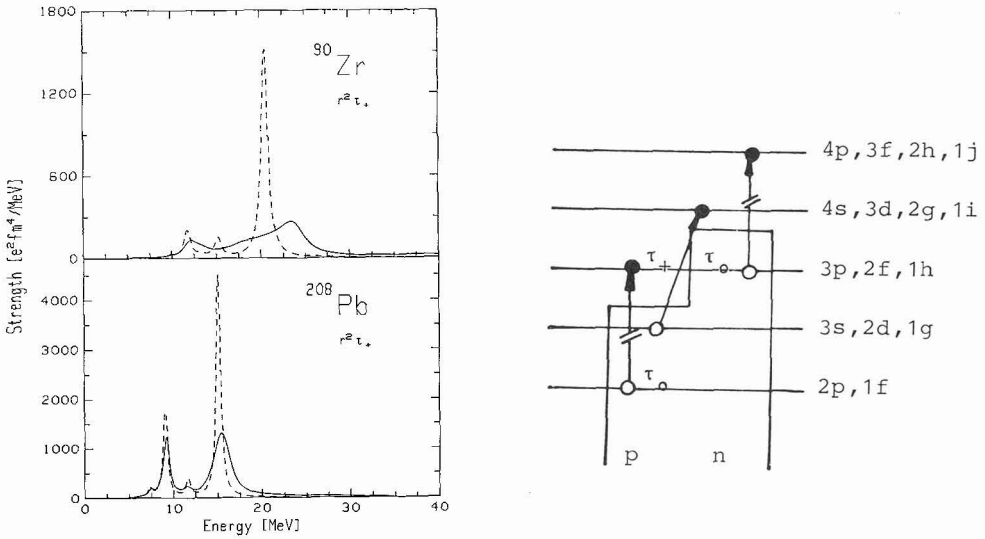 1800
1200
600
0
⁹⁰Zr
r²τ₊
Strength [e²fm⁴/MeV]
4000
3000
2000
1000
0
²⁰⁸Pb
r²τ₊
0 10 20 30 40
Energy [MeV]
4p,3f,2h,1j
4s,3d,2g,1i
τ₊ τ₀ 3p,2f,1h
3s,2d,1g
τ₀ 2p,1f
p n